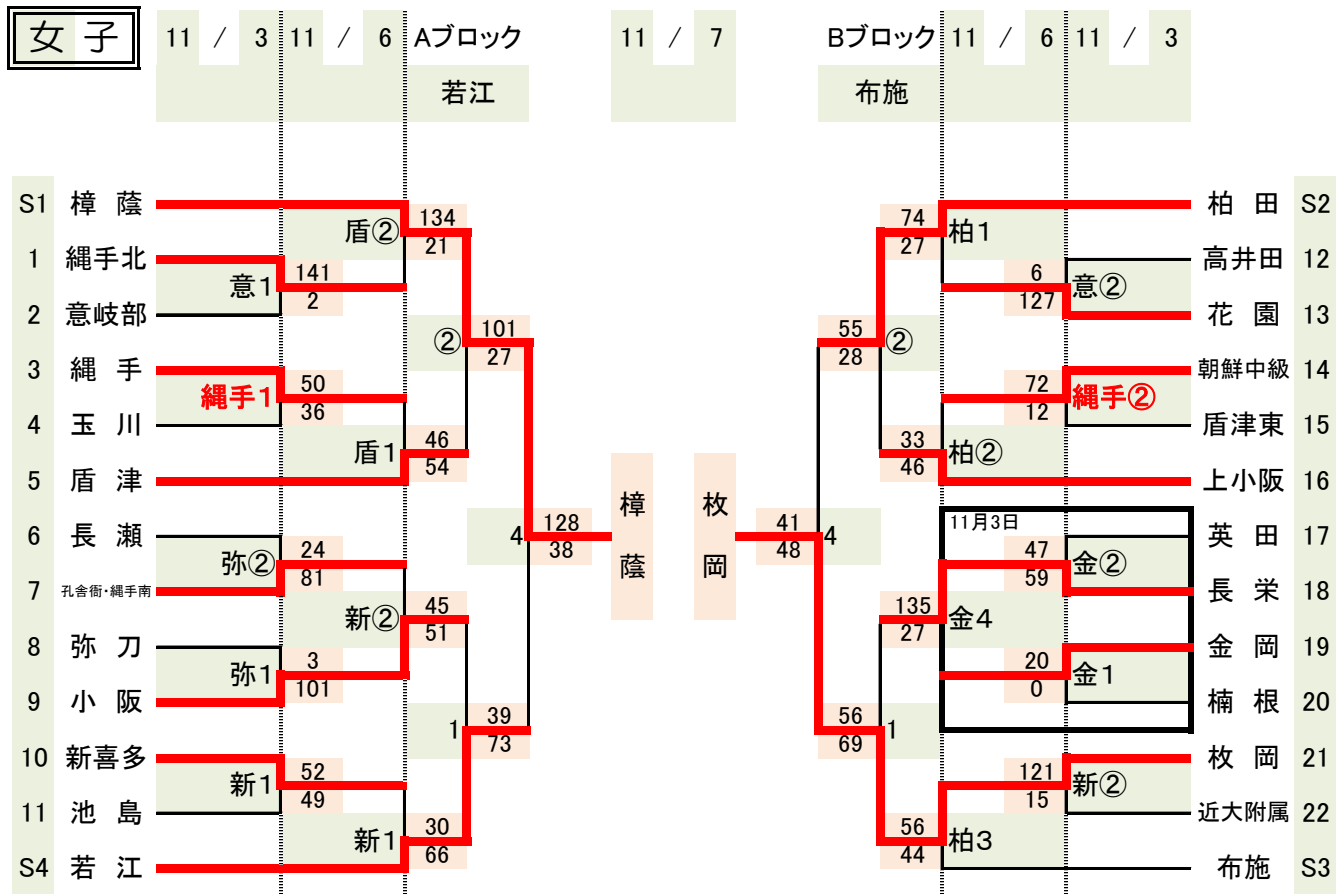 女子 11 / 3 11 / 6 Aブロック 11 / 7 Bブロック 11 / 6 11 / 3
若江 布施
S1 樟蔭 134 74 柏田 S2
盾② 21 27 柏1
1 縄手北 141 6 高井田 12
意1 2 127 意②
2 意岐部 花園 13
② 101 55 ②
27 28
3 縄手 50 72 朝鮮中級 14
縄手1 36 12 縄手②
4 玉川 盾津東 15
盾1 46 33 柏②
54 46
5 盾津 上小阪 16
樟蔭 枚岡
4 128 41 4
38 48
11月3日
6 長瀬 24 47 英田 17
弥② 81 59 金②
7 孔舎衙・縄手南 長栄 18
新② 45 135 金4
51 27
8 弥刀 3 20 金岡 19
弥1 101 0 金1
9 小阪 楠根 20
1 39 56 1
73 69
10 新喜多 52 121 枚岡 21
新1 49 15 新②
11 池島 近大附属 22
新1 30 56 柏3
66 44
S4 若江 布施 S3